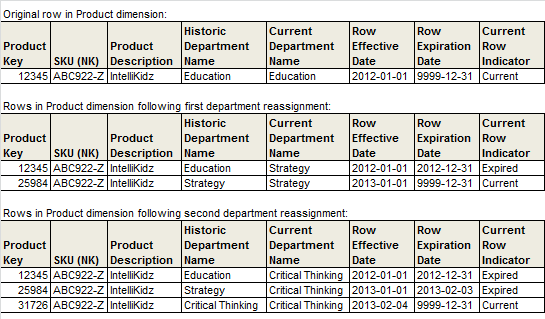 Original row in Product dimension:
Product Key SKU (NK) Product Description Historic Department Name Current Department Name Row Effective Date Row Expiration Date Current Row Indicator
12345 ABC922-Z IntelliKidz Education Education 2012-01-01 9999-12-31 Current
Rows in Product dimension following first department reassignment:
Product Key SKU (NK) Product Description Historic Department Name Current Department Name Row Effective Date Row Expiration Date Current Row Indicator
12345 ABC922-Z IntelliKidz Education Strategy 2012-01-01 2012-12-31 Expired
25984 ABC922-Z IntelliKidz Strategy Strategy 2013-01-01 9999-12-31 Current
Rows in Product dimension following second department reassignment:
Product Key SKU (NK) Product Description Historic Department Name Current Department Name Row Effective Date Row Expiration Date Current Row Indicator
12345 ABC922-Z IntelliKidz Education Critical Thinking 2012-01-01 2012-12-31 Expired
25984 ABC922-Z IntelliKidz Strategy Critical Thinking 2013-01-01 2013-02-03 Expired
31726 ABC922-Z IntelliKidz Critical Thinking Critical Thinking 2013-02-04 9999-12-31 Current